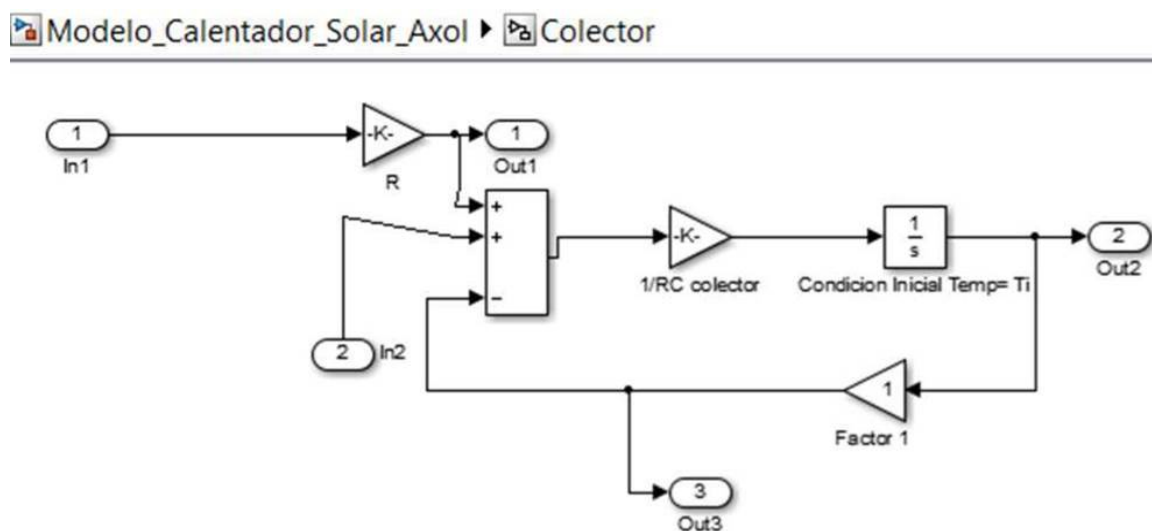 Modelo_Calentador_Solar_Axol Colector
1
In1
-K-
R
1
Out1
+
+
−
2
In2
-K-
1/RC colector
1
s
Condicion Inicial Temp= Ti
2
Out2
1
Factor 1
3
Out3